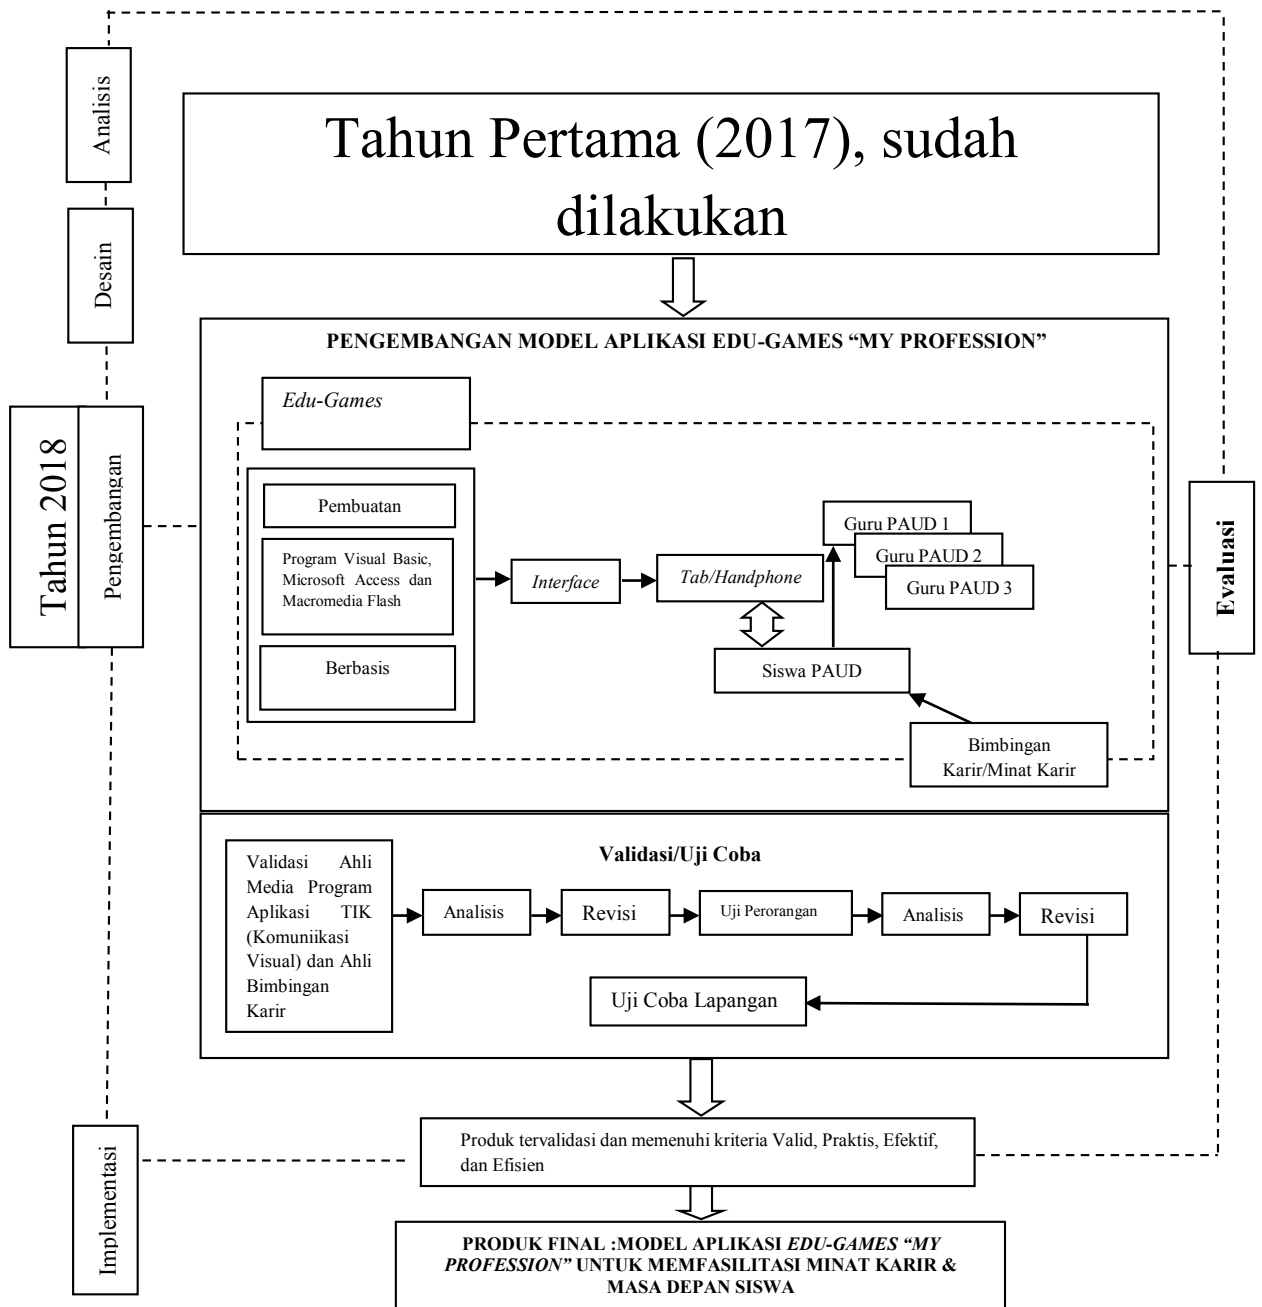 Analisis
Desain
Tahun 2018
Pengembangan
Implementasi
Tahun Pertama (2017), sudah
dilakukan
PENGEMBANGAN MODEL APLIKASI EDU-GAMES “MY PROFESSION”
Edu-Games
Pembuatan
Program Visual Basic,
Microsoft Access dan
Macromedia Flash
Berbasis
Interface
Tab/Handphone
Guru PAUD 1
Guru PAUD 2
Guru PAUD 3
Siswa PAUD
Bimbingan
Karir/Minat Karir
Evaluasi
Validasi/Uji Coba
Validasi Ahli
Media Program
Aplikasi TIK
(Komuniikasi
Visual) dan Ahli
Bimbingan
Karir
Analisis
Revisi
Uji Perorangan
Analisis
Revisi
Uji Coba Lapangan
Produk tervalidasi dan memenuhi kriteria Valid, Praktis, Efektif,
dan Efisien
PRODUK FINAL :MODEL APLIKASI EDU-GAMES “MY
PROFESSION” UNTUK MEMFASILITASI MINAT KARIR &
MASA DEPAN SISWA